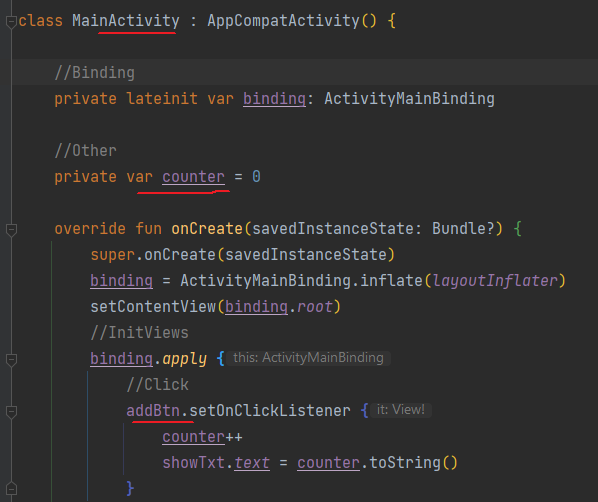 class MainActivity : AppCompatActivity() {
//Binding
private lateinit var binding: ActivityMainBinding
//Other
private var counter = 0
override fun onCreate(savedInstanceState: Bundle?) {
super.onCreate(savedInstanceState)
binding = ActivityMainBinding.inflate(layoutInflater)
setContentView(binding.root)
//InitViews
binding.apply { this: ActivityMainBinding
//Click
addBtn.setOnClickListener { it: View!
counter++
showTxt.text = counter.toString()
}